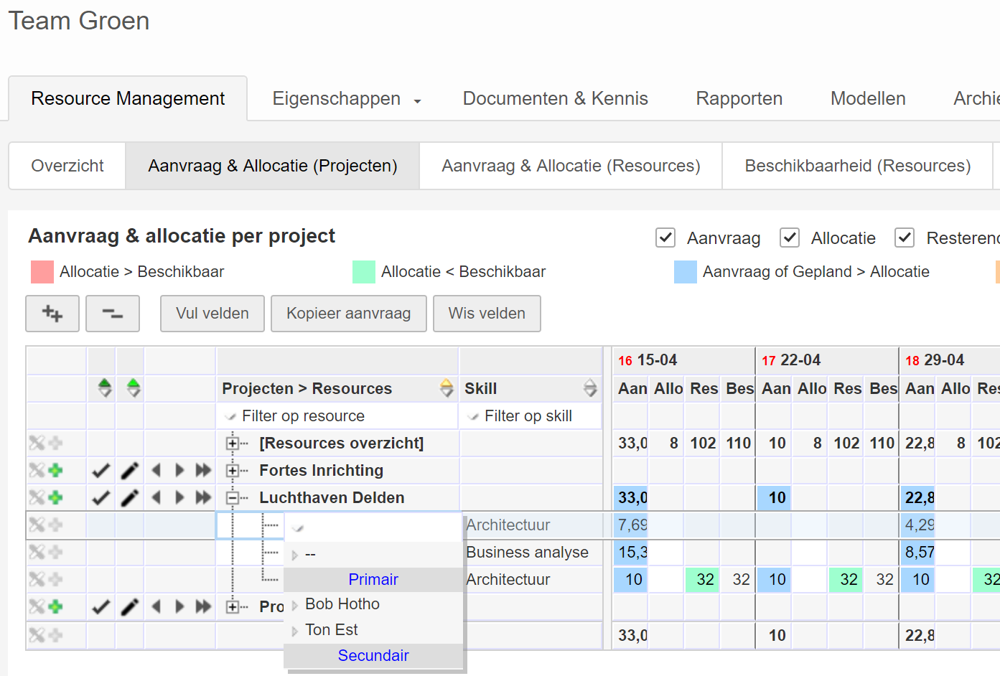 Team Groen
Resource Management Eigenschappen Documenten & Kennis Rapporten Modellen
Overzicht Aanvraag & Allocatie (Projecten) Aanvraag & Allocatie (Resources) Beschikbaarheid (Resources)
Aanvraag & allocatie per project Aanvraag Allocatie
Allocatie > Beschikbaar Allocatie < Beschikbaar Aanvraag of Gepland > Allocatie
Vul velden Kopieer aanvraag Wis velden
16 15-04 17 22-04 18 29-04
Projecten > Resources Skill Aan Allo Res Bes Aan Allo Res Bes Aan Allo Res
Filter op resource Filter op skill
[Resources overzicht] 33,0 8 102 110 10 8 102 110 22,8 8 102
Fortes Inrichting
Luchthaven Delden 33,0 10 22,8
Architectuur 7,69 4,29
-- Business analyse 15,3 8,57
Primair Architectuur 10 32 32 10 32 32 10 32
Pro Bob Hotho
Ton Est 33,0 10 22,8
Secundair